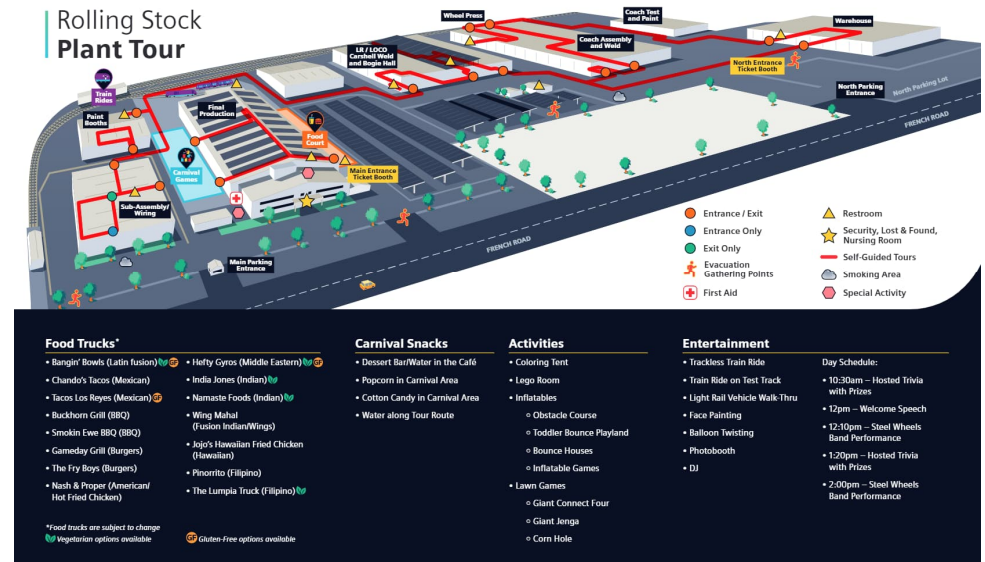 Rolling Stock
Plant Tour
Wheel Press
Coach Test
and Paint
Warehouse
LR / LOCO
Carshell Weld
and Bogie Hall
Coach Assembly
and Weld
North Entrance
Ticket Booth
Train
Rides
Paint
Booths
Final
Production
Food
Court
North Parking
Entrance
North Parking Lot
FRENCH ROAD
Carnival
Games
Main Entrance
Ticket Booth
Sub-Assembly/
Wiring
Main Parking
Entrance
FRENCH ROAD
Entrance / Exit
Entrance Only
Exit Only
Evacuation
Gathering Points
First Aid
Restroom
Security, Lost & Found,
Nursing Room
Self-Guided Tours
Smoking Area
Special Activity
Food Trucks*
• Bangin' Bowls (Latin fusion) GF
• Chando's Tacos (Mexican)
• Tacos Los Reyes (Mexican) GF
• Buckhorn Grill (BBQ)
• Smokin Ewe BBQ (BBQ)
• Gameday Grill (Burgers)
• The Fry Boys (Burgers)
• Nash & Proper (American/
Hot Fried Chicken)
• Hefty Gyros (Middle Eastern) GF
• India Jones (Indian)
• Namaste Foods (Indian)
• Wing Mahal
(Fusion Indian/Wings)
• Jojo's Hawaiian Fried Chicken
(Hawaiian)
• Pinorrito (Filipino)
• The Lumpia Truck (Filipino)
*Food trucks are subject to change
Vegetarian options available
GF Gluten-Free options available
Carnival Snacks
• Dessert Bar/Water in the Café
• Popcorn in Carnival Area
• Cotton Candy in Carnival Area
• Water along Tour Route
Activities
• Coloring Tent
• Lego Room
• Inflatables
○ Obstacle Course
○ Toddler Bounce Playland
○ Bounce Houses
○ Inflatable Games
• Lawn Games
○ Giant Connect Four
○ Giant Jenga
○ Corn Hole
Entertainment
• Trackless Train Ride
• Train Ride on Test Track
• Light Rail Vehicle Walk-Thru
• Face Painting
• Balloon Twisting
• Photobooth
• DJ
Day Schedule:
• 10:30am – Hosted Trivia
with Prizes
• 12pm – Welcome Speech
• 12:10pm – Steel Wheels
Band Performance
• 1:20pm – Hosted Trivia
with Prizes
• 2:00pm – Steel Wheels
Band Performance